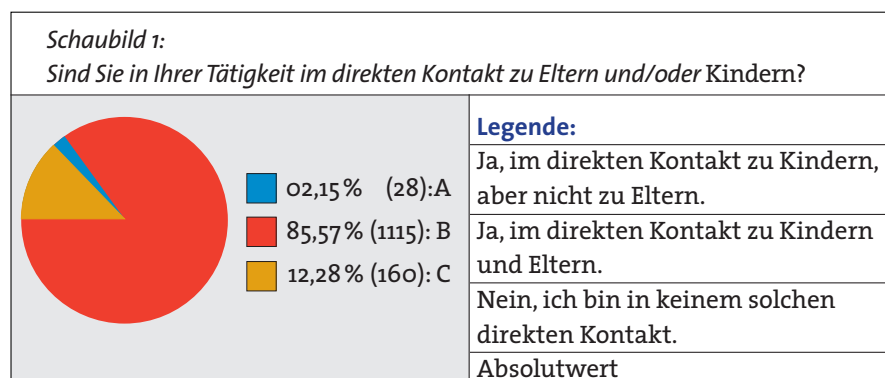 Schaubild 1:
Sind Sie in Ihrer Tätigkeit im direkten Kontakt zu Eltern und/oder Kindern?
02,15 % (28): A
85,57 % (1115): B
12,28 % (160): C
Legende:
Ja, im direkten Kontakt zu Kindern,
aber nicht zu Eltern.
Ja, im direkten Kontakt zu Kindern
und Eltern.
Nein, ich bin in keinem solchen
direkten Kontakt.
Absolutwert